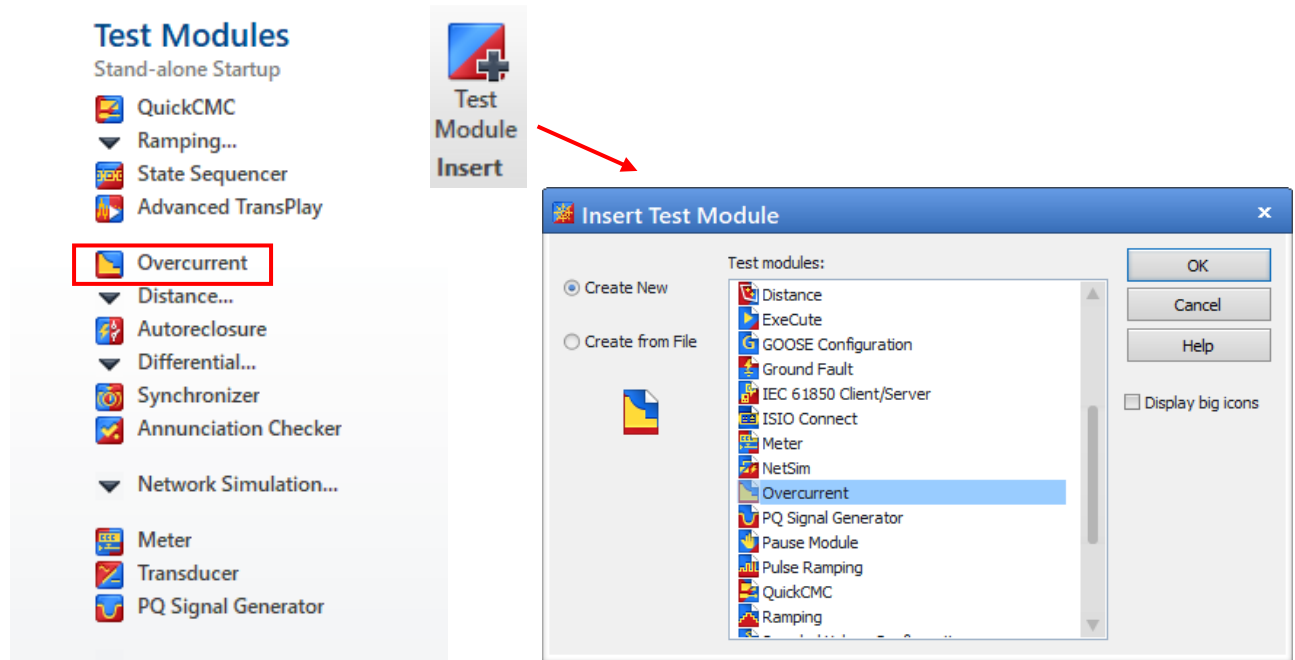 Test Modules
Stand-alone Startup
QuickCMC
Ramping...
State Sequencer
Advanced TransPlay
Overcurrent
Distance...
Autoreclosure
Differential...
Synchronizer
Annunciation Checker
Network Simulation...
Meter
Transducer
PQ Signal Generator
Test
Module
Insert
Insert Test Module
x
Create New
Create from File
Test modules:
Distance
ExeCute
GOOSE Configuration
Ground Fault
IEC 61850 Client/Server
ISIO Connect
Meter
NetSim
Overcurrent
PQ Signal Generator
Pause Module
Pulse Ramping
QuickCMC
Ramping
OK
Cancel
Help
Display big icons